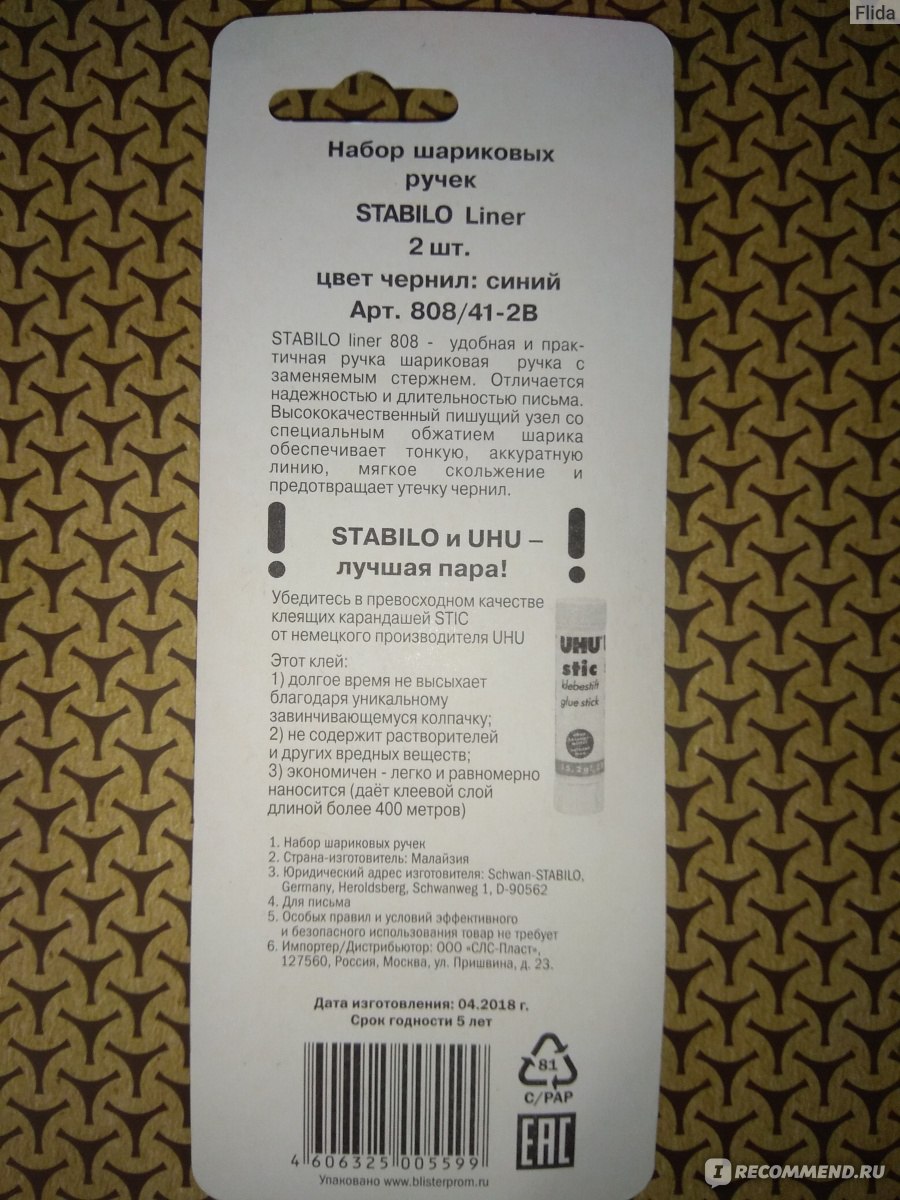 Flida
Набор шариковых
ручек
STABILO Liner
2 шт.
цвет чернил: синий
Арт. 808/41-2В
STABILO liner 808 - удобная и прак-
тичная ручка шариковая ручка с
заменяемым стержнем. Отличается
надежностью и длительностью письма.
Высококачественный пишущий узел со
специальным обжатием шарика
обеспечивает тонкую, аккуратную
линию, мягкое скольжение и
предотвращает утечку чернил.
! STABILO и UHU – !
лучшая пара!
Убедитесь в превосходном качестве
клеящих карандашей STIC
от немецкого производителя UHU
Этот клей:
1) долгое время не высыхает
благодаря уникальному
завинчивающемуся колпачку;
2) не содержит растворителей
и других вредных веществ;
3) экономичен - легко и равномерно
наносится (даёт клеевой слой
длиной более 400 метров)
UHU
stic
klebestift
glue stick
1. Набор шариковых ручек
2. Страна-изготовитель: Малайзия
3. Юридический адрес изготовителя: Schwan-STABILO,
Germany, Heroldsberg, Schwanweg 1, D-90562
4. Для письма
5. Особых правил и условий эффективного
и безопасного использования товар не требует
6. Импортер/Дистрибьютор: ООО «СЛС-Пласт»,
127560, Россия, Москва, ул. Пришвина, д. 23.
Дата изготовления: 04.2018 г.
Срок годности 5 лет
81
C/PAP
EAC
4 606325 005599
Упаковано www.blisterprom.ru
IRECOMMEND.RU